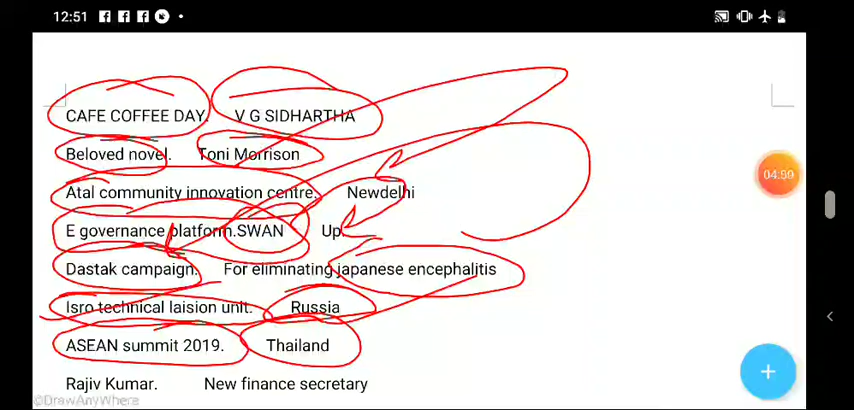 12:51
CAFE COFFEE DAY. V G SIDHARTHA
04:50
Beloved novel. Toni Morrison
Atal community innovation centre. Newdelhi
E governance platform.SWAN Up.
Dastak campaign. For eliminating japanese encephalitis
Isro technical laision unit. Russia
ASEAN summit 2019. Thailand
Rajiv Kumar. New finance secretary
©DrawAnyWhere